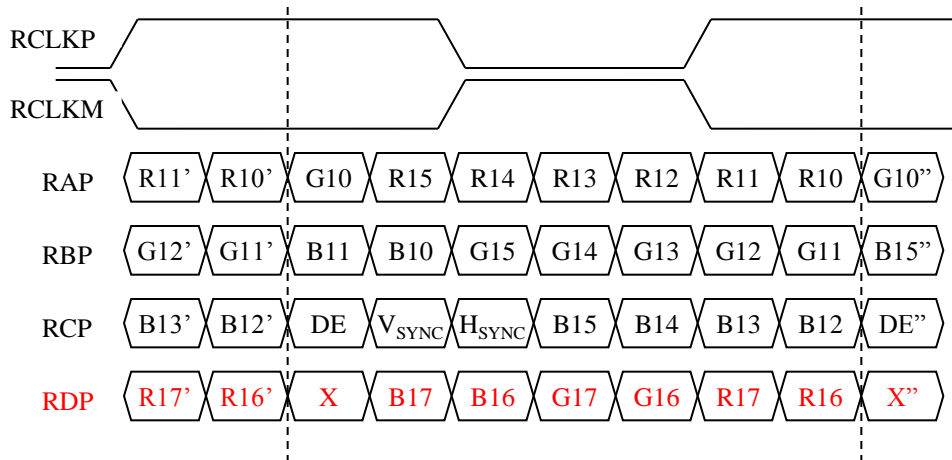 RCLKP
RCLKM
RAP R11’ R10’ G10 R15 R14 R13 R12 R11 R10 G10”
RBP G12’ G11’ B11 B10 G15 G14 G13 G12 G11 B15”
RCP B13’ B12’ DE VSYNC HSYNC B15 B14 B13 B12 DE”
RDP R17’ R16’ X B17 B16 G17 G16 R17 R16 X”